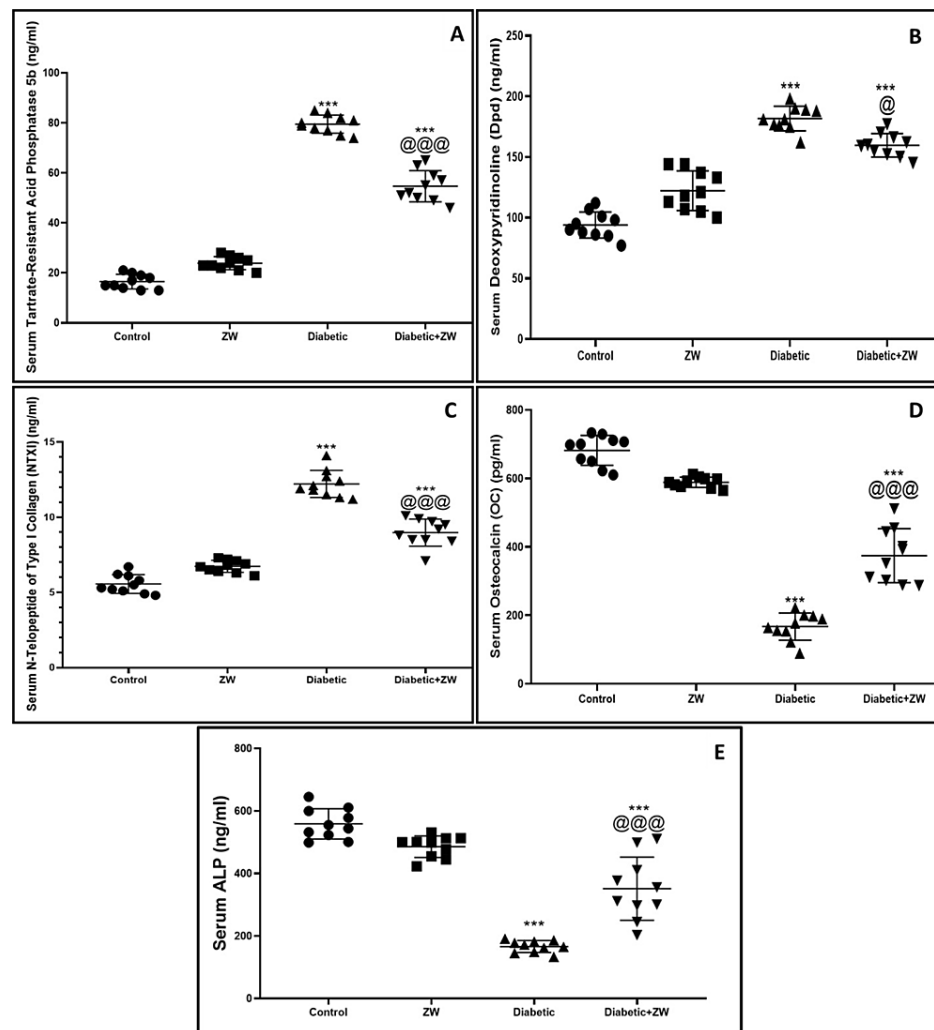 A
Serum Tartrate-Resistant Acid Phosphatase 5b (ng/ml)
100
80
60
40
20
0
***
***
@@@
Control ZW Diabetic Diabetic+ZW
B
Serum Deoxypyridinoline (Dpd) (ng/ml)
250
200
150
100
50
0
***
***
@
Control ZW Diabetic Diabetic+ZW
C
Serum N-Telopeptide of Type I Collagen (NTXI) (ng/ml)
15
10
5
0
***
***
@@@
Control ZW Diabetic Diabetic+ZW
D
Serum Osteocalcin (OC) (pg/ml)
800
600
400
200
0
***
***
@@@
Control ZW Diabetic Diabetic+ZW
E
Serum ALP (ng/ml)
800
600
400
200
0
***
***
@@@
Control ZW Diabetic Diabetic+ZW